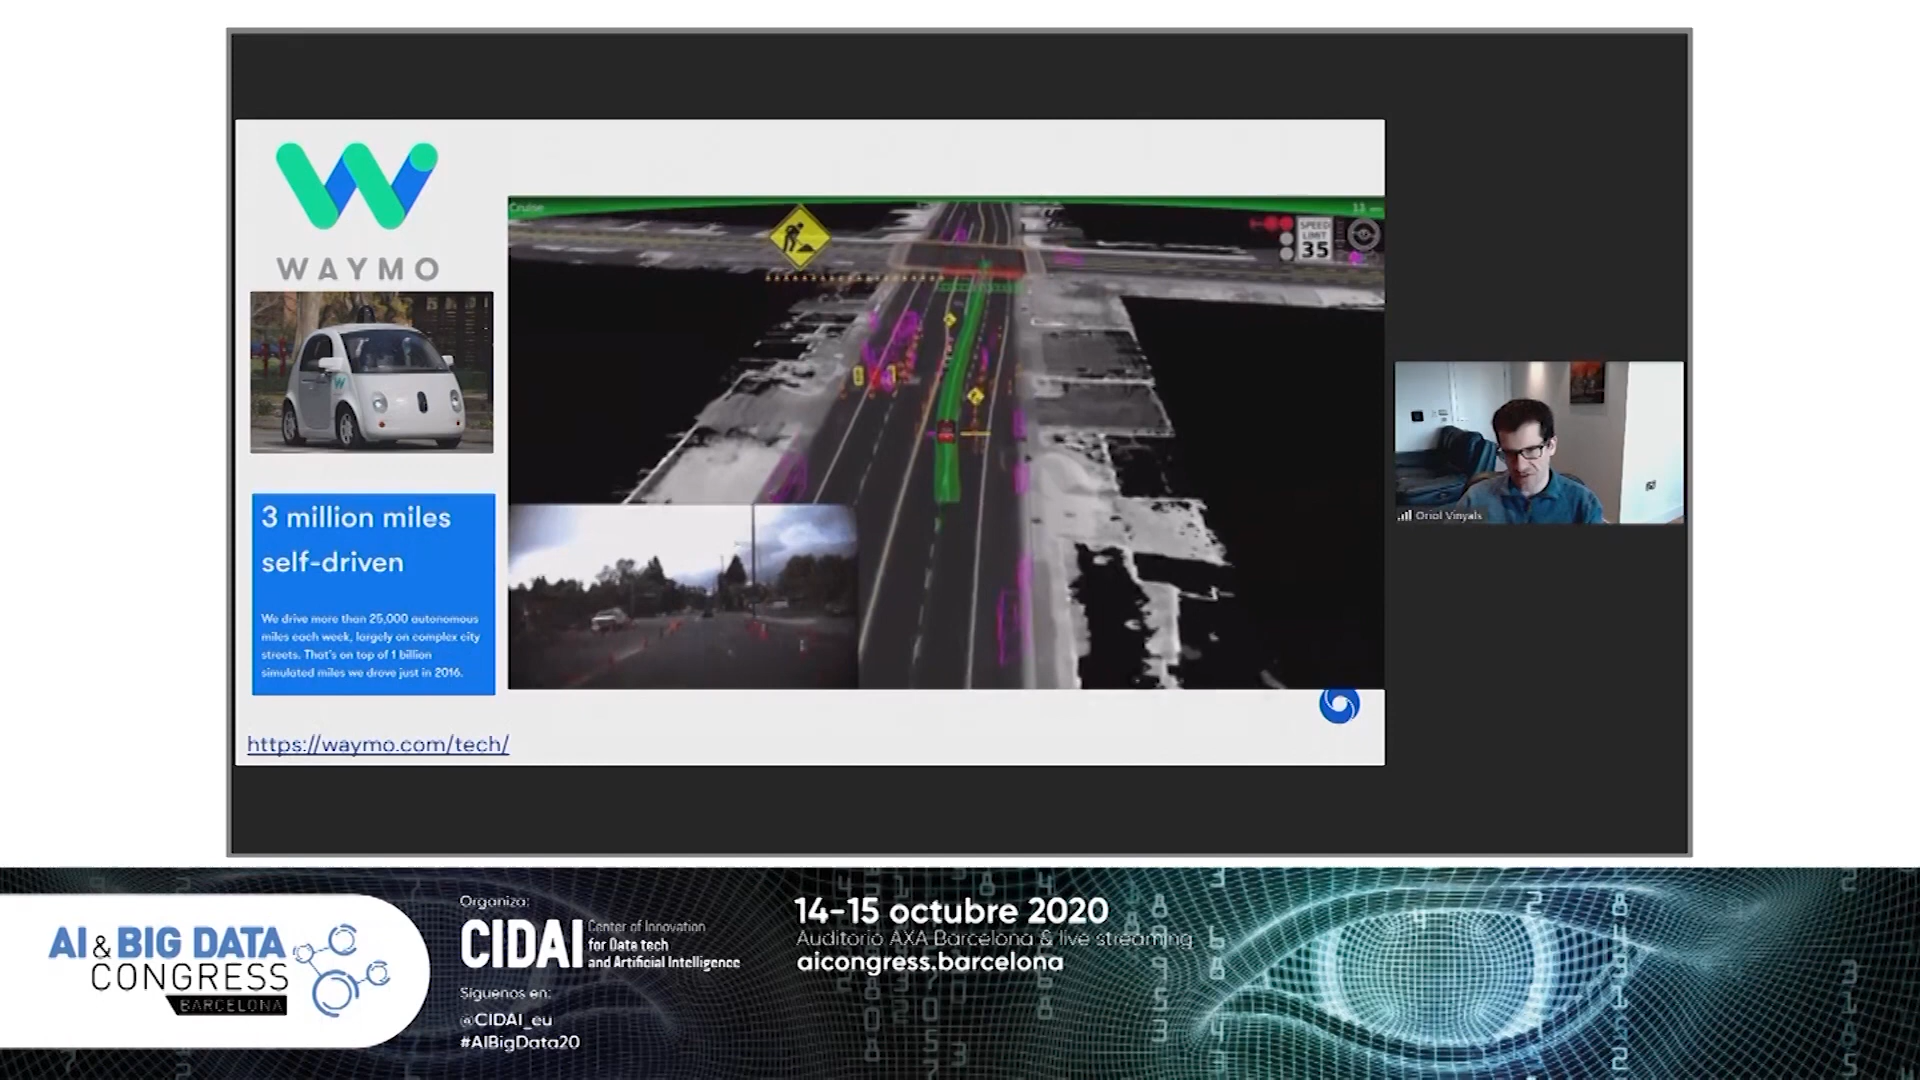 WAYMO
3 million miles
self-driven
We drive more than 25,000 autonomous
miles each week, largely on complex city
streets. That's on top of 1 billion
simulated miles we drove just in 2016.
https://waymo.com/tech/
Cruise
SPEED
LIMIT
35
Oriol Vinyals
AI & BIG DATA
CONGRESS
BARCELONA
Organiza:
CIDAI
Center of Innovation
for Data tech
and Artificial Intelligence
Síguenos en:
@CIDAI_eu
#AIBigData20
14-15 octubre 2020
Auditorio AXA Barcelona & live streaming
aicongress.barcelona